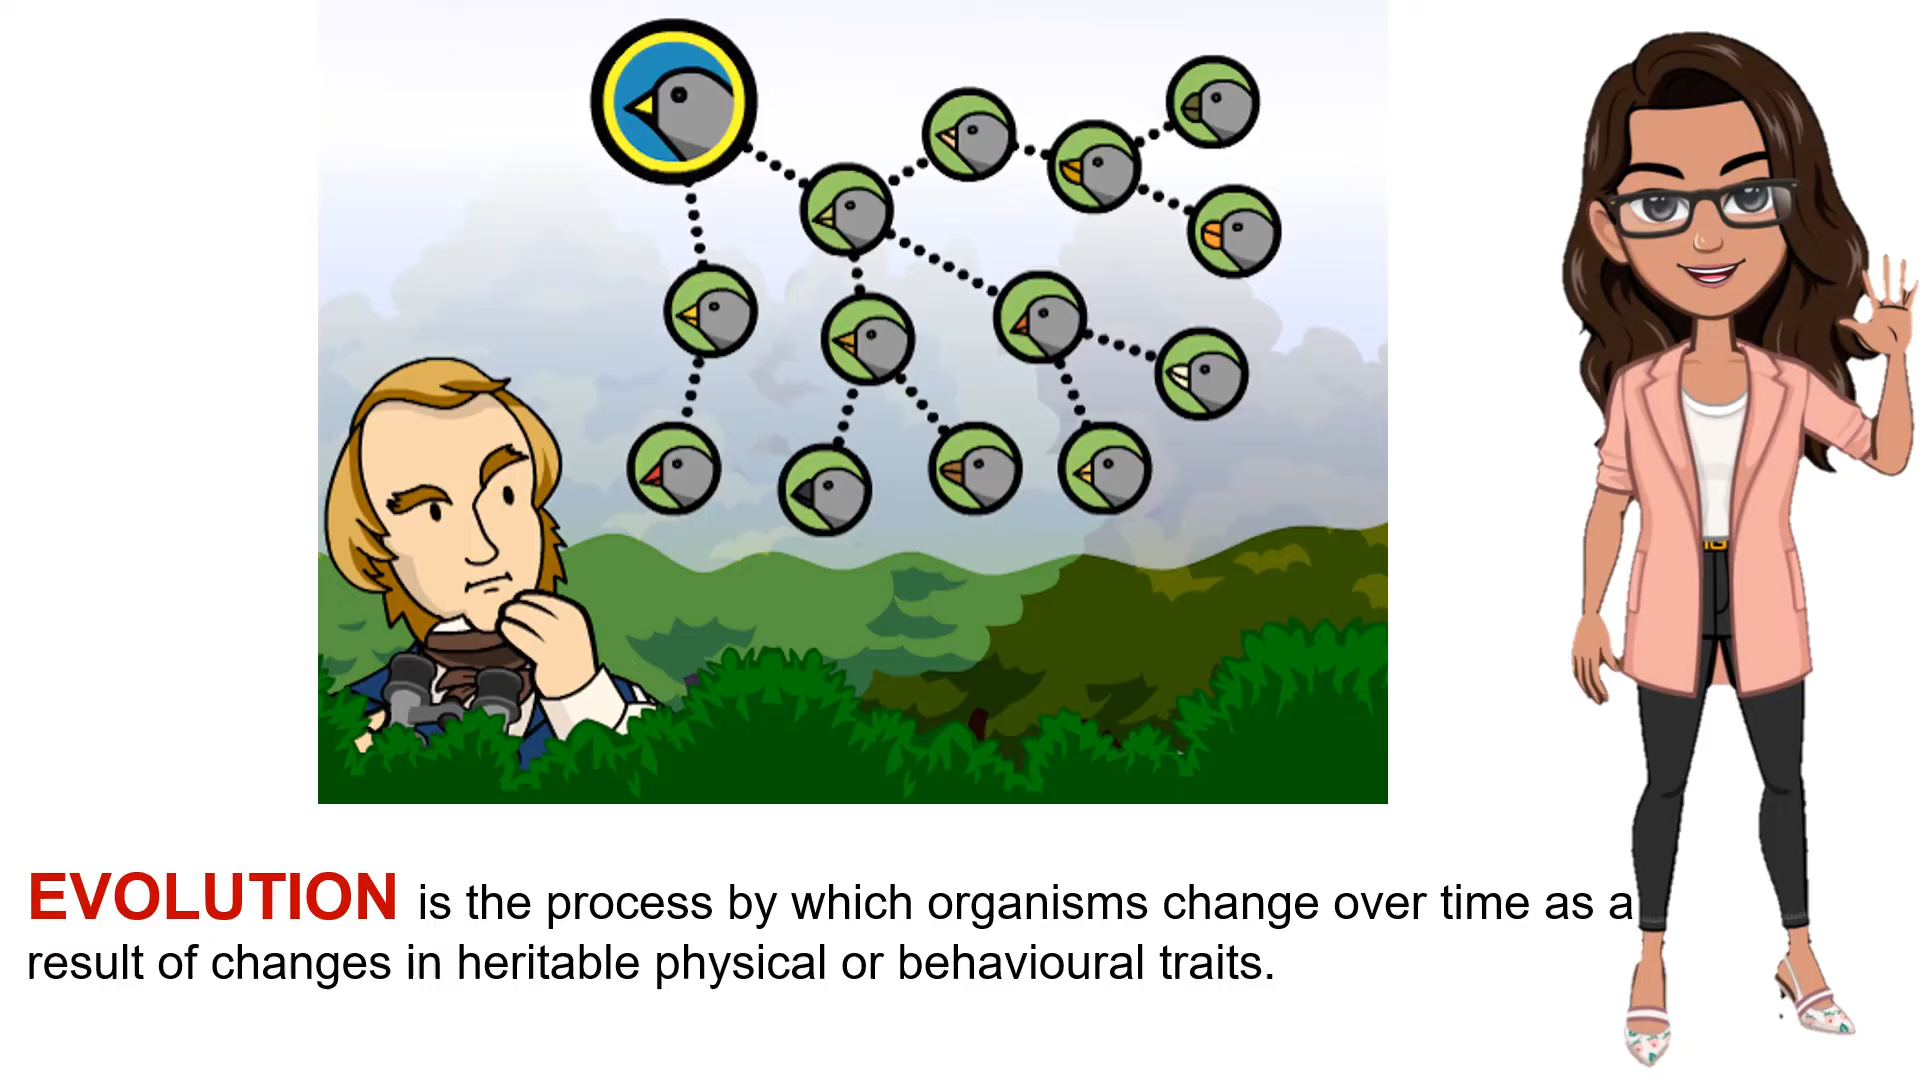 EVOLUTION is the process by which organisms change over time as a
result of changes in heritable physical or behavioural traits.